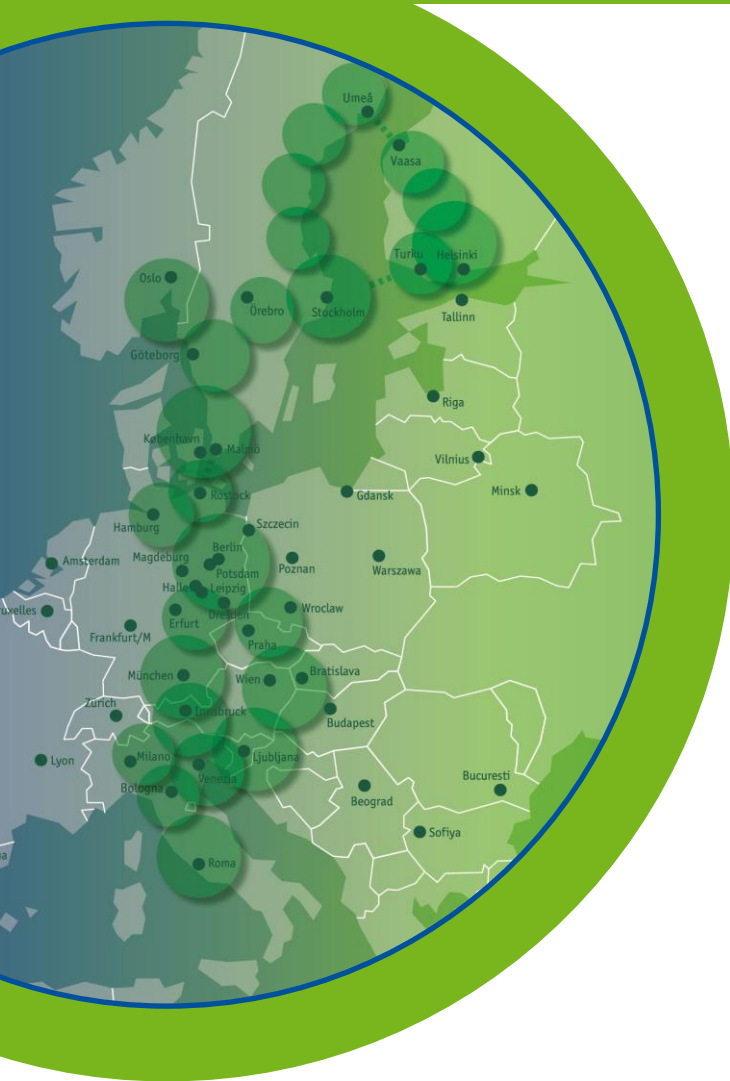 Umeå
Vaasa
Turku
Helsinki
Oslo
Örebro
Stockholm
Tallinn
Göteborg
Riga
København
Malmö
Vilnius
Rostock
Gdansk
Minsk
Hamburg
Szczecin
Amsterdam
Magdeburg
Berlin
Potsdam
Poznan
Warszawa
Halle
Leipzig
uxelles
Erfurt
Dresden
Wroclaw
Frankfurt/M
Praha
München
Wien
Bratislava
Zürich
Innsbruck
Budapest
Lyon
Milano
Venezia
Ljubljana
Bologna
Beograd
Bucuresti
Sofiya
Roma
a